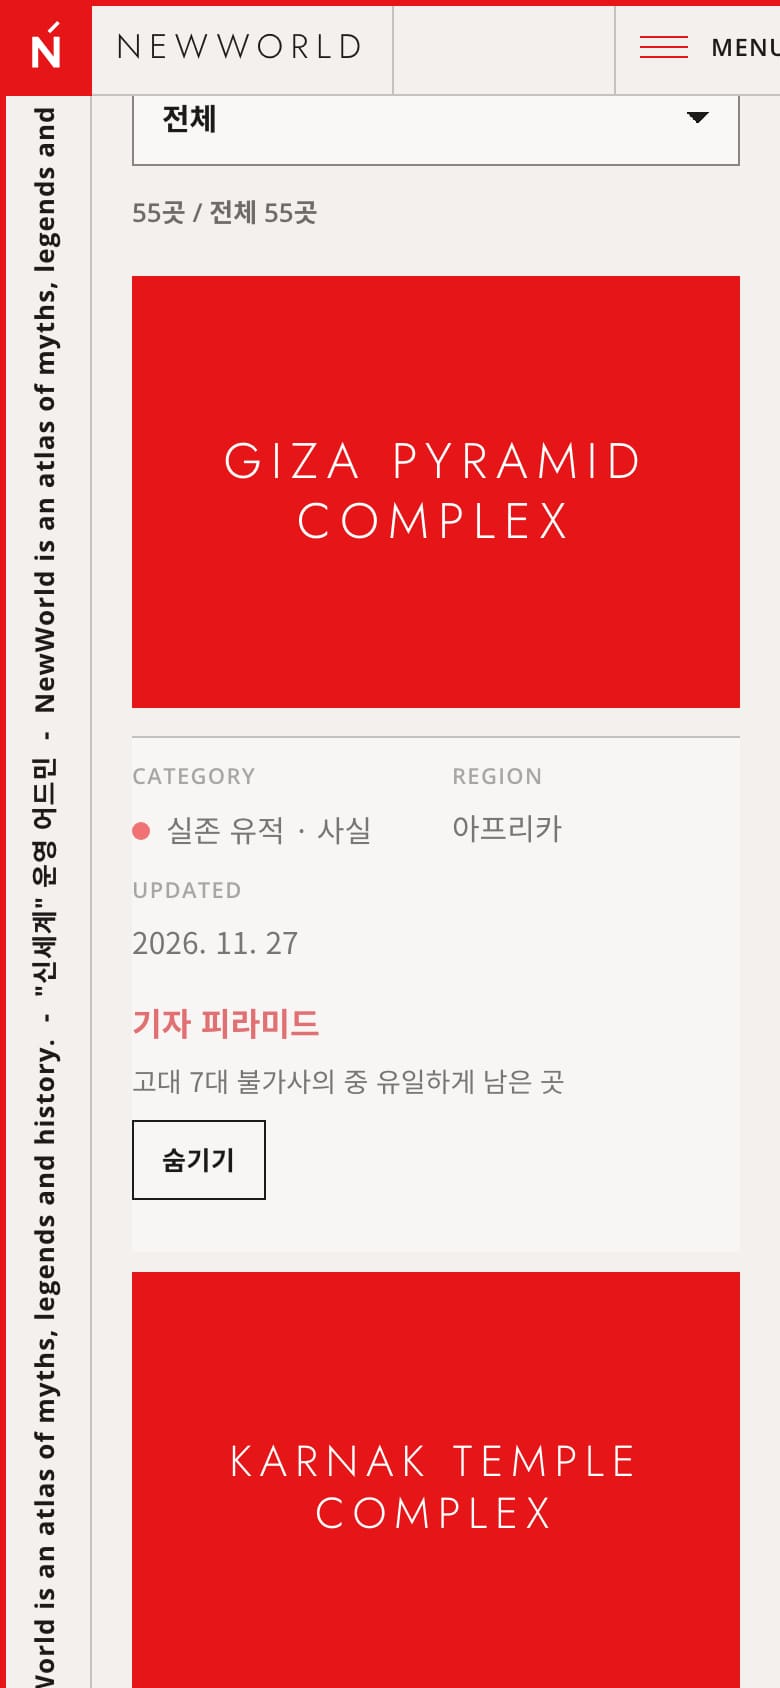 Ń
NEWWORLD
MENU
World is an atlas of myths, legends and history. - "신세계" 운영 어드민 - NewWorld is an atlas of myths, legends and
전체
55곳 / 전체 55곳
GIZA PYRAMID
COMPLEX
CATEGORY
실존 유적 · 사실
REGION
아프리카
UPDATED
2026. 11. 27
기자 피라미드
고대 7대 불가사의 중 유일하게 남은 곳
숨기기
KARNAK TEMPLE
COMPLEX